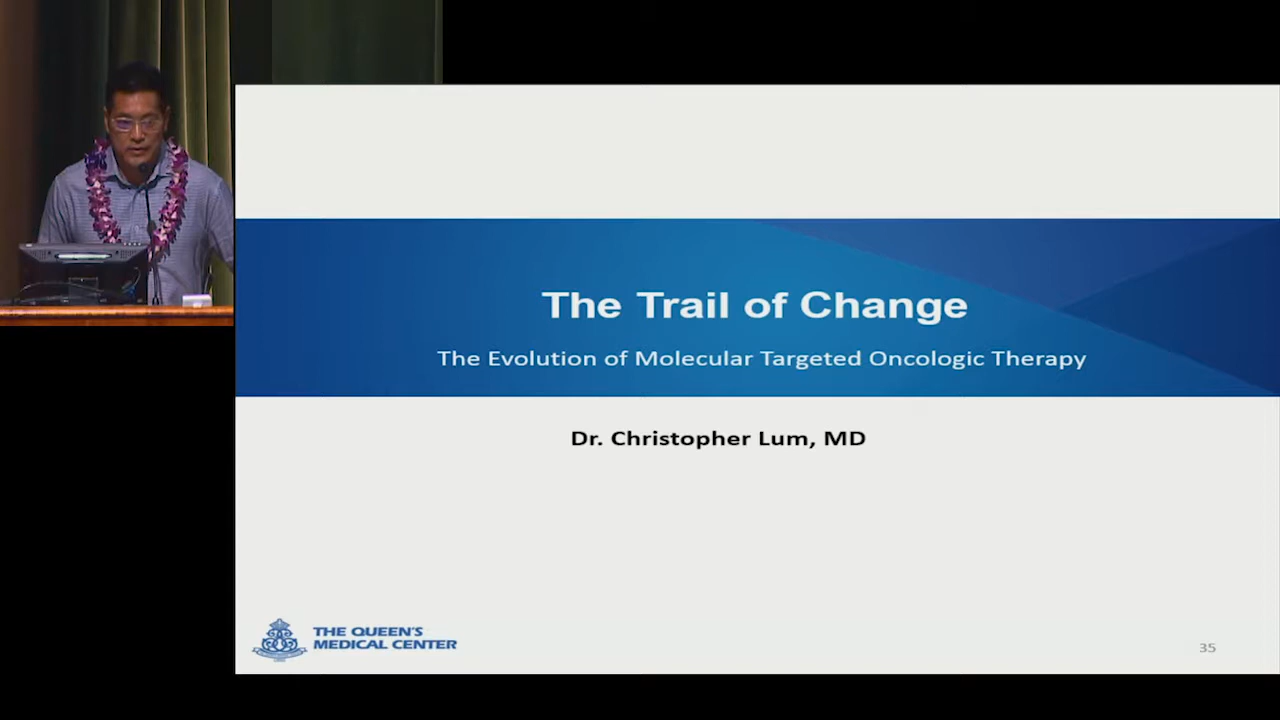 The Trail of Change
The Evolution of Molecular Targeted Oncologic Therapy
Dr. Christopher Lum, MD
THE QUEEN'S
MEDICAL CENTER
35